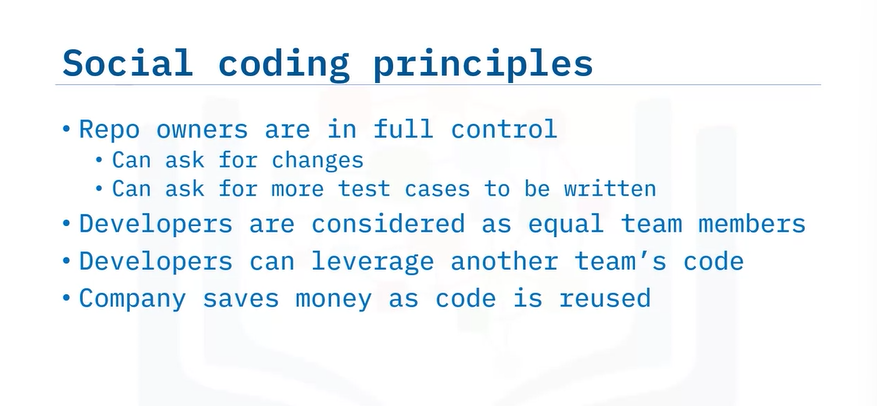 Social coding principles
• Repo owners are in full control
• Can ask for changes
• Can ask for more test cases to be written
• Developers are considered as equal team members
• Developers can leverage another team’s code
• Company saves money as code is reused